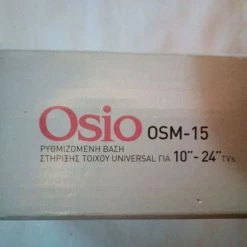 Osio OSM-15
ΡΥΘΜΙΖΟΜΕΝΗ ΒΑΣΗ
ΣΤΗΡΙΞΗΣ ΤΟΙΧΟΥ UNIVERSAL ΓΙΑ 10"- 24" TVs